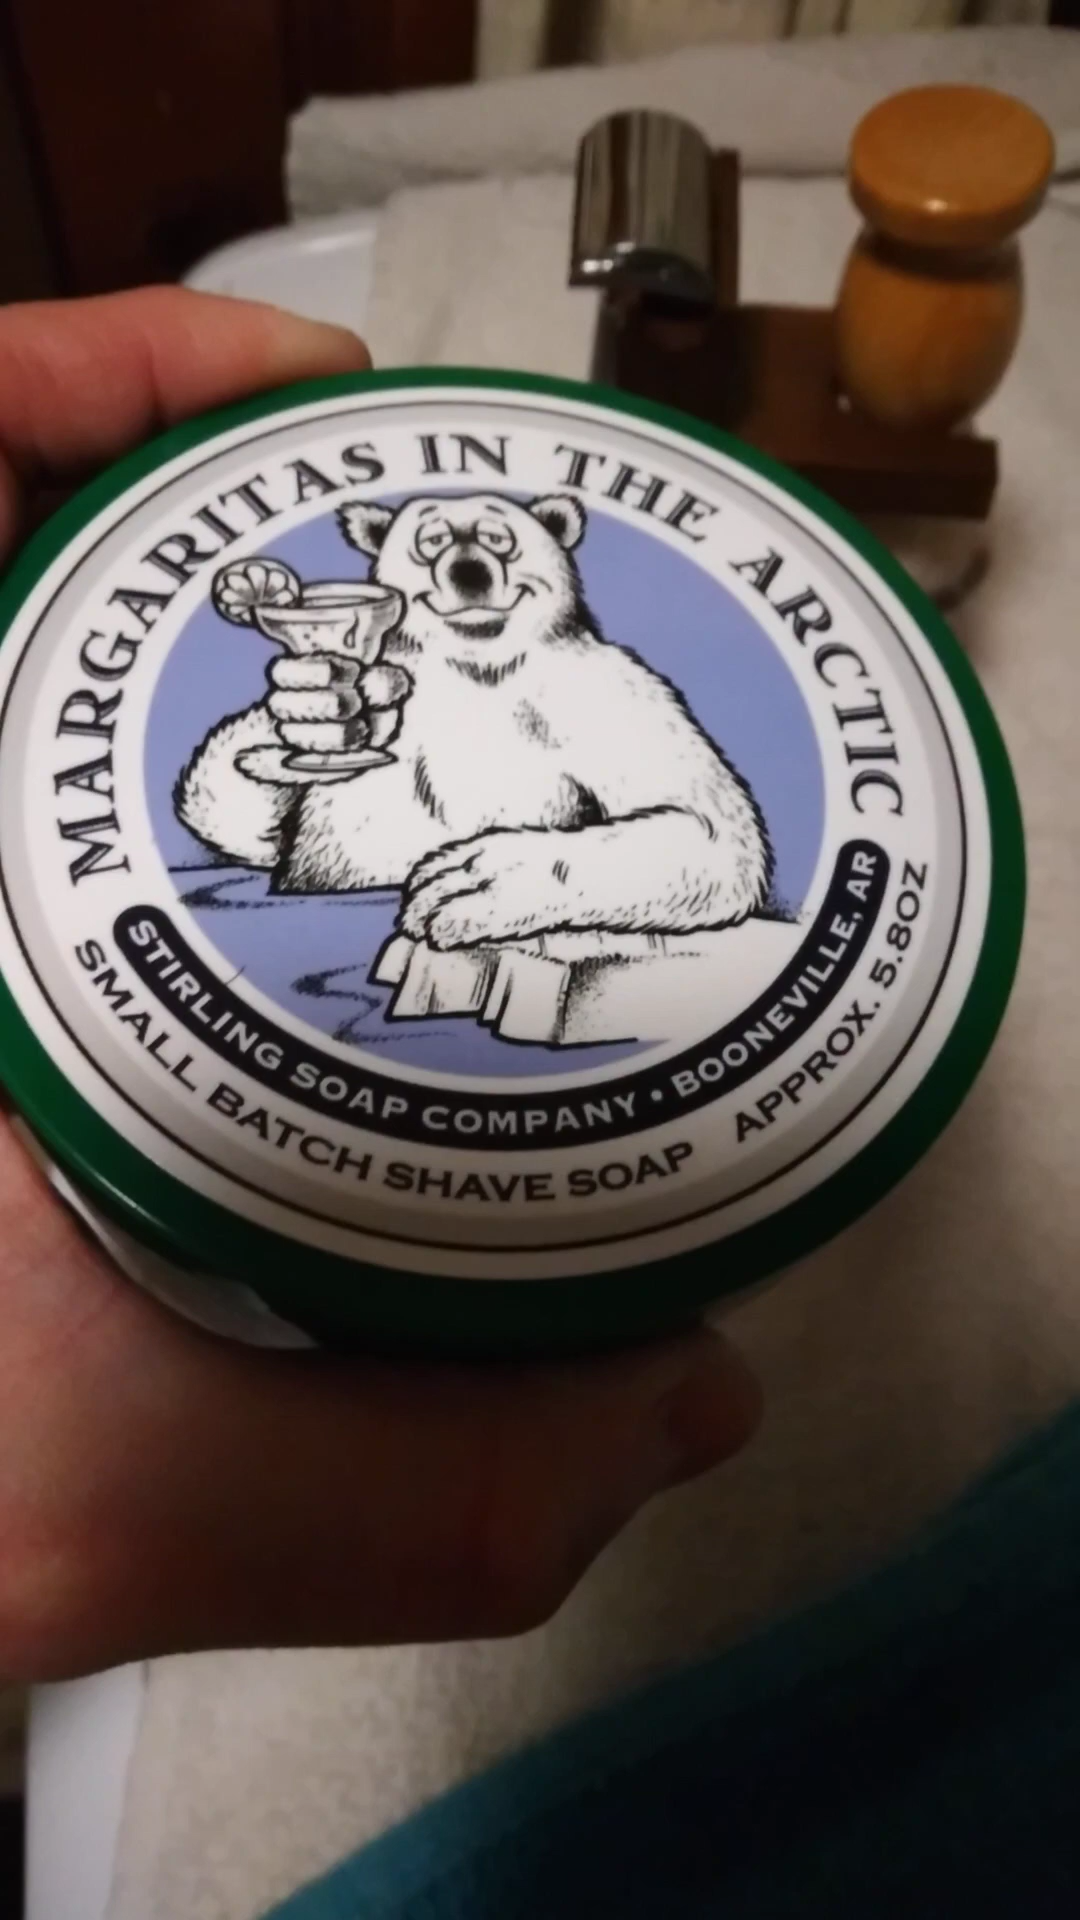 MARGARITAS IN THE ARCTIC
STIRLING SOAP COMPANY • BOONEVILLE, AR
SMALL BATCH SHAVE SOAP APPROX. 5.8OZ